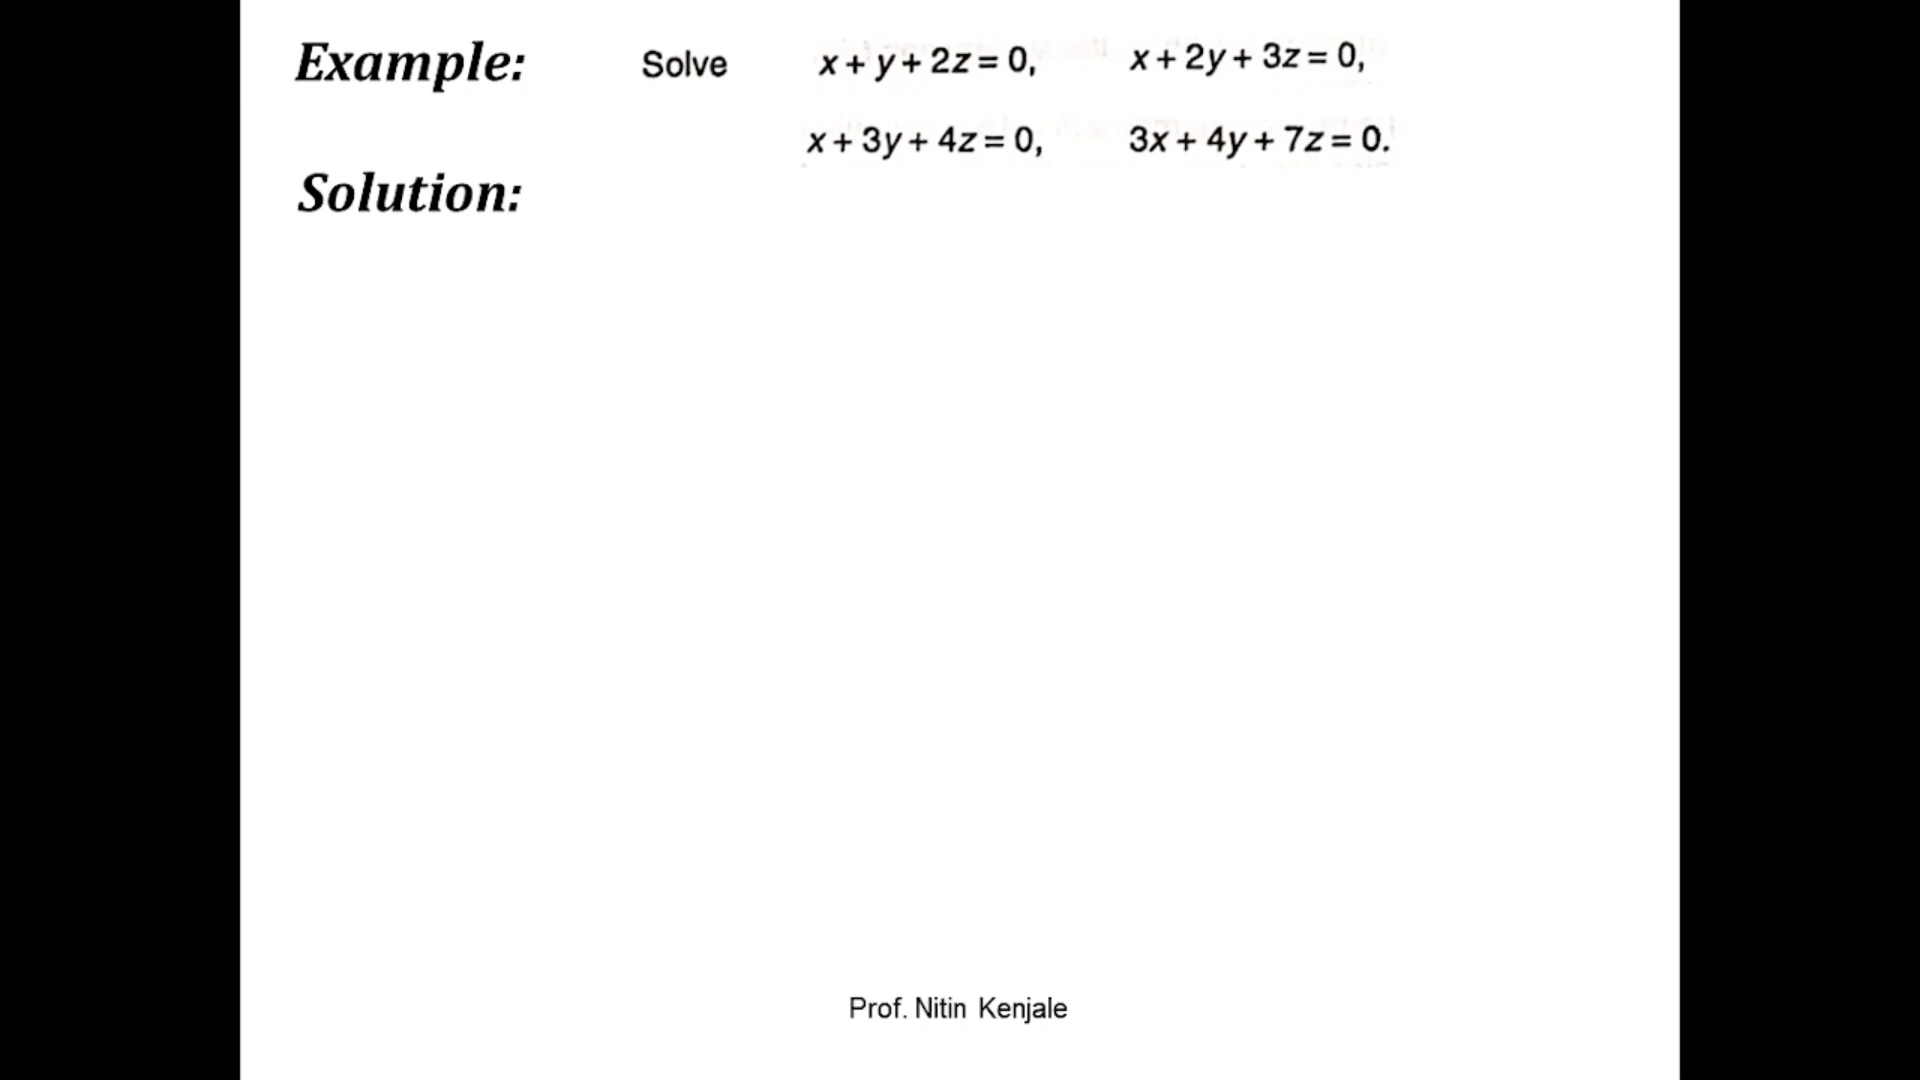 Example: Solve x + y + 2z = 0, x + 2y + 3z = 0,
x + 3y + 4z = 0, 3x + 4y + 7z = 0.
Solution:
Prof. Nitin Kenjale